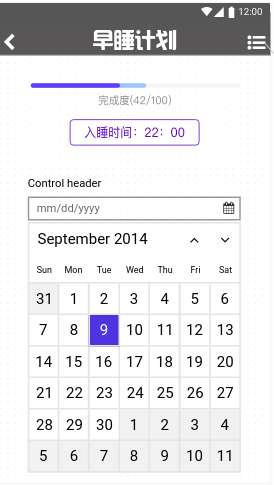 12:00
早睡计划
完成度(42/100)
入睡时间：22：00
Control header
mm/dd/yyyy
September 2014
Sun Mon Tue Wed Thu Fri Sat
31 1 2 3 4 5 6
7 8 9 10 11 12 13
14 15 16 17 18 19 20
21 22 23 24 25 26 27
28 29 30 1 2 3 4
5 6 7 8 9 10 11